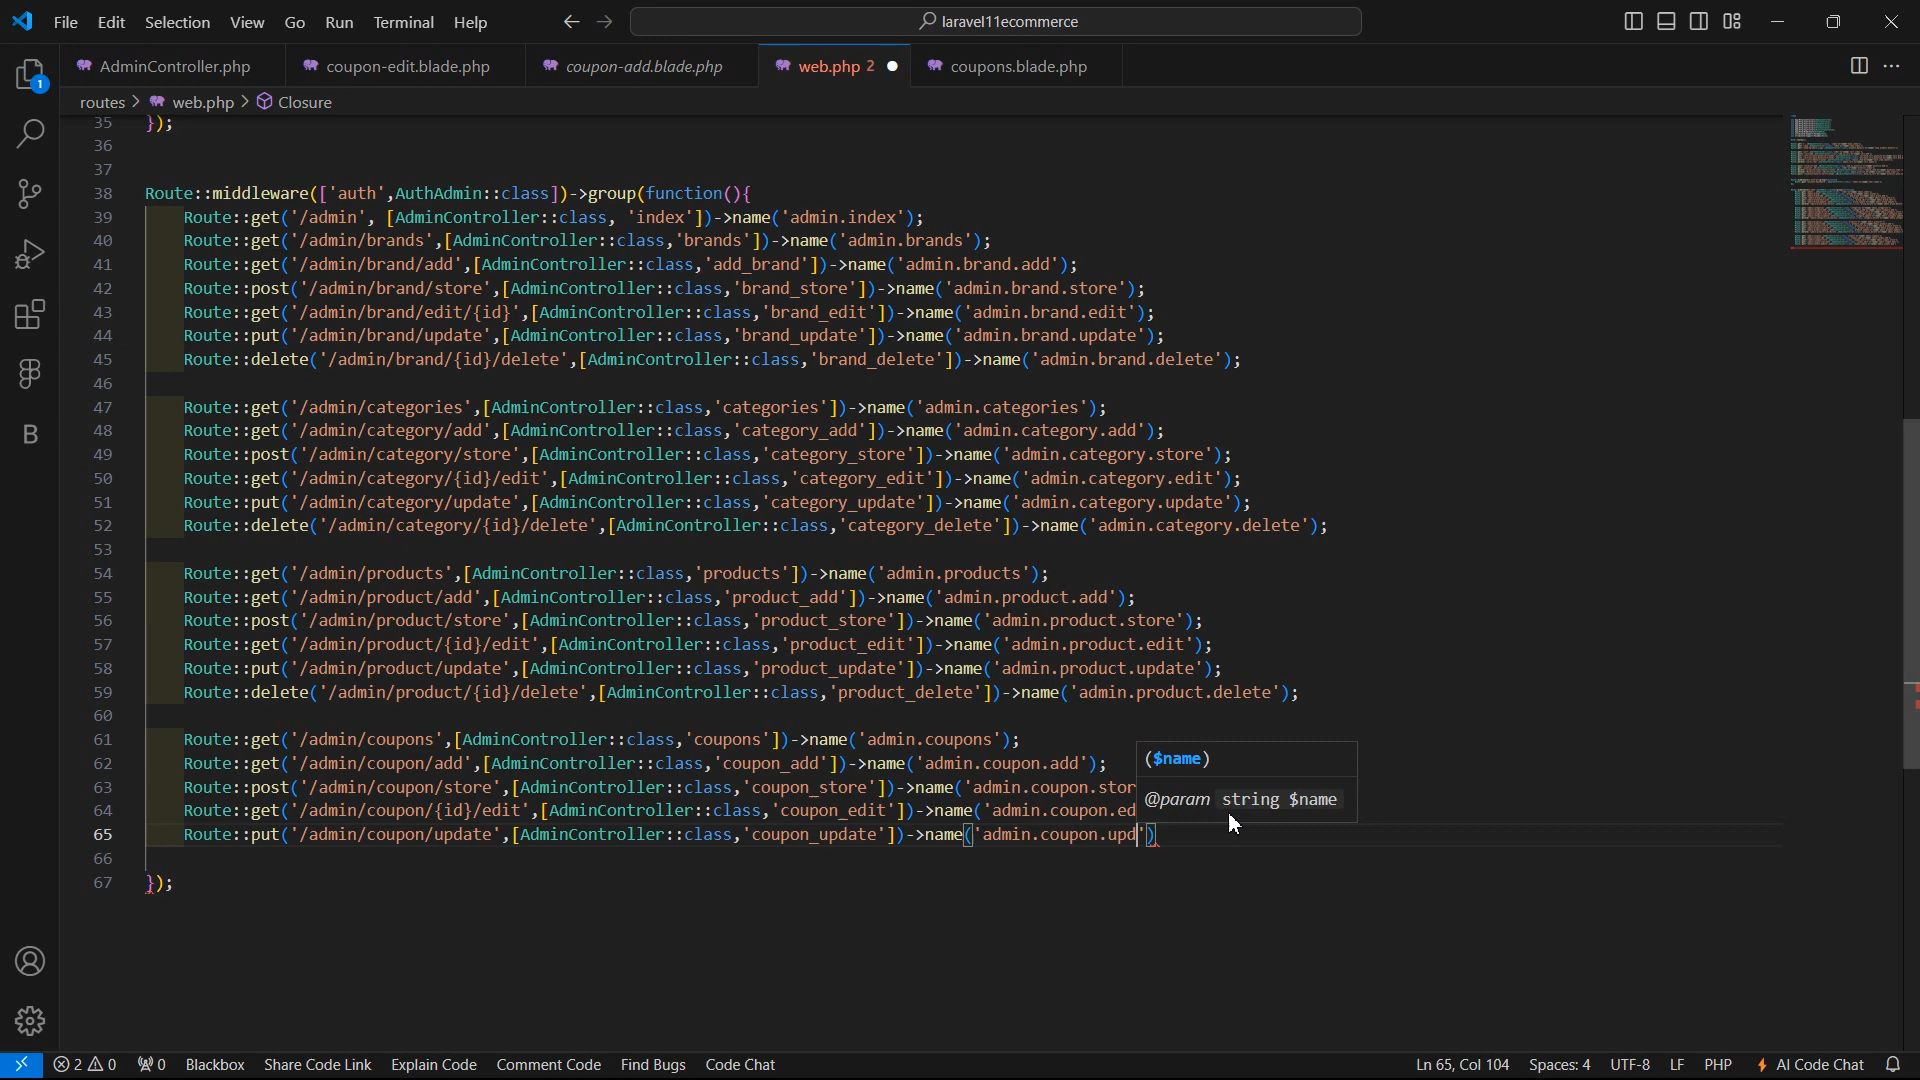 File Edit Selection View Go Run Terminal Help laravel11ecommerce
AdminController.php coupon-edit.blade.php coupon-add.blade.php web.php 2 coupons.blade.php
1
routes > web.php > Closure
35 });
36
37
38 Route::middleware(['auth',AuthAdmin::class])->group(function(){
39 Route::get('/admin', [AdminController::class, 'index'])->name('admin.index');
40 Route::get('/admin/brands',[AdminController::class,'brands'])->name('admin.brands');
41 Route::get('/admin/brand/add',[AdminController::class,'add_brand'])->name('admin.brand.add');
42 Route::post('/admin/brand/store',[AdminController::class,'brand_store'])->name('admin.brand.store');
43 Route::get('/admin/brand/edit/{id}',[AdminController::class,'brand_edit'])->name('admin.brand.edit');
44 Route::put('/admin/brand/update',[AdminController::class,'brand_update'])->name('admin.brand.update');
45 Route::delete('/admin/brand/{id}/delete',[AdminController::class,'brand_delete'])->name('admin.brand.delete');
46
47 Route::get('/admin/categories',[AdminController::class,'categories'])->name('admin.categories');
48 Route::get('/admin/category/add',[AdminController::class,'category_add'])->name('admin.category.add');
49 Route::post('/admin/category/store',[AdminController::class,'category_store'])->name('admin.category.store');
50 Route::get('/admin/category/{id}/edit',[AdminController::class,'category_edit'])->name('admin.category.edit');
51 Route::put('/admin/category/update',[AdminController::class,'category_update'])->name('admin.category.update');
52 Route::delete('/admin/category/{id}/delete',[AdminController::class,'category_delete'])->name('admin.category.delete');
53
54 Route::get('/admin/products',[AdminController::class,'products'])->name('admin.products');
55 Route::get('/admin/product/add',[AdminController::class,'product_add'])->name('admin.product.add');
56 Route::post('/admin/product/store',[AdminController::class,'product_store'])->name('admin.product.store');
57 Route::get('/admin/product/{id}/edit',[AdminController::class,'product_edit'])->name('admin.product.edit');
58 Route::put('/admin/product/update',[AdminController::class,'product_update'])->name('admin.product.update');
59 Route::delete('/admin/product/{id}/delete',[AdminController::class,'product_delete'])->name('admin.product.delete');
60
61 Route::get('/admin/coupons',[AdminController::class,'coupons'])->name('admin.coupons');
($name)
62 Route::get('/admin/coupon/add',[AdminController::class,'coupon_add'])->name('admin.coupon.add');
63 Route::post('/admin/coupon/store',[AdminController::class,'coupon_store'])->name('admin.coupon.stor
@param string $name
64 Route::get('/admin/coupon/{id}/edit',[AdminController::class,'coupon_edit'])->name('admin.coupon.ed
65 Route::put('/admin/coupon/update',[AdminController::class,'coupon_update'])->name('admin.coupon.upd')
66
67 });
B
2 0 0 Blackbox Share Code Link Explain Code Comment Code Find Bugs Code Chat Ln 65, Col 104 Spaces: 4 UTF-8 LF PHP AI Code Chat